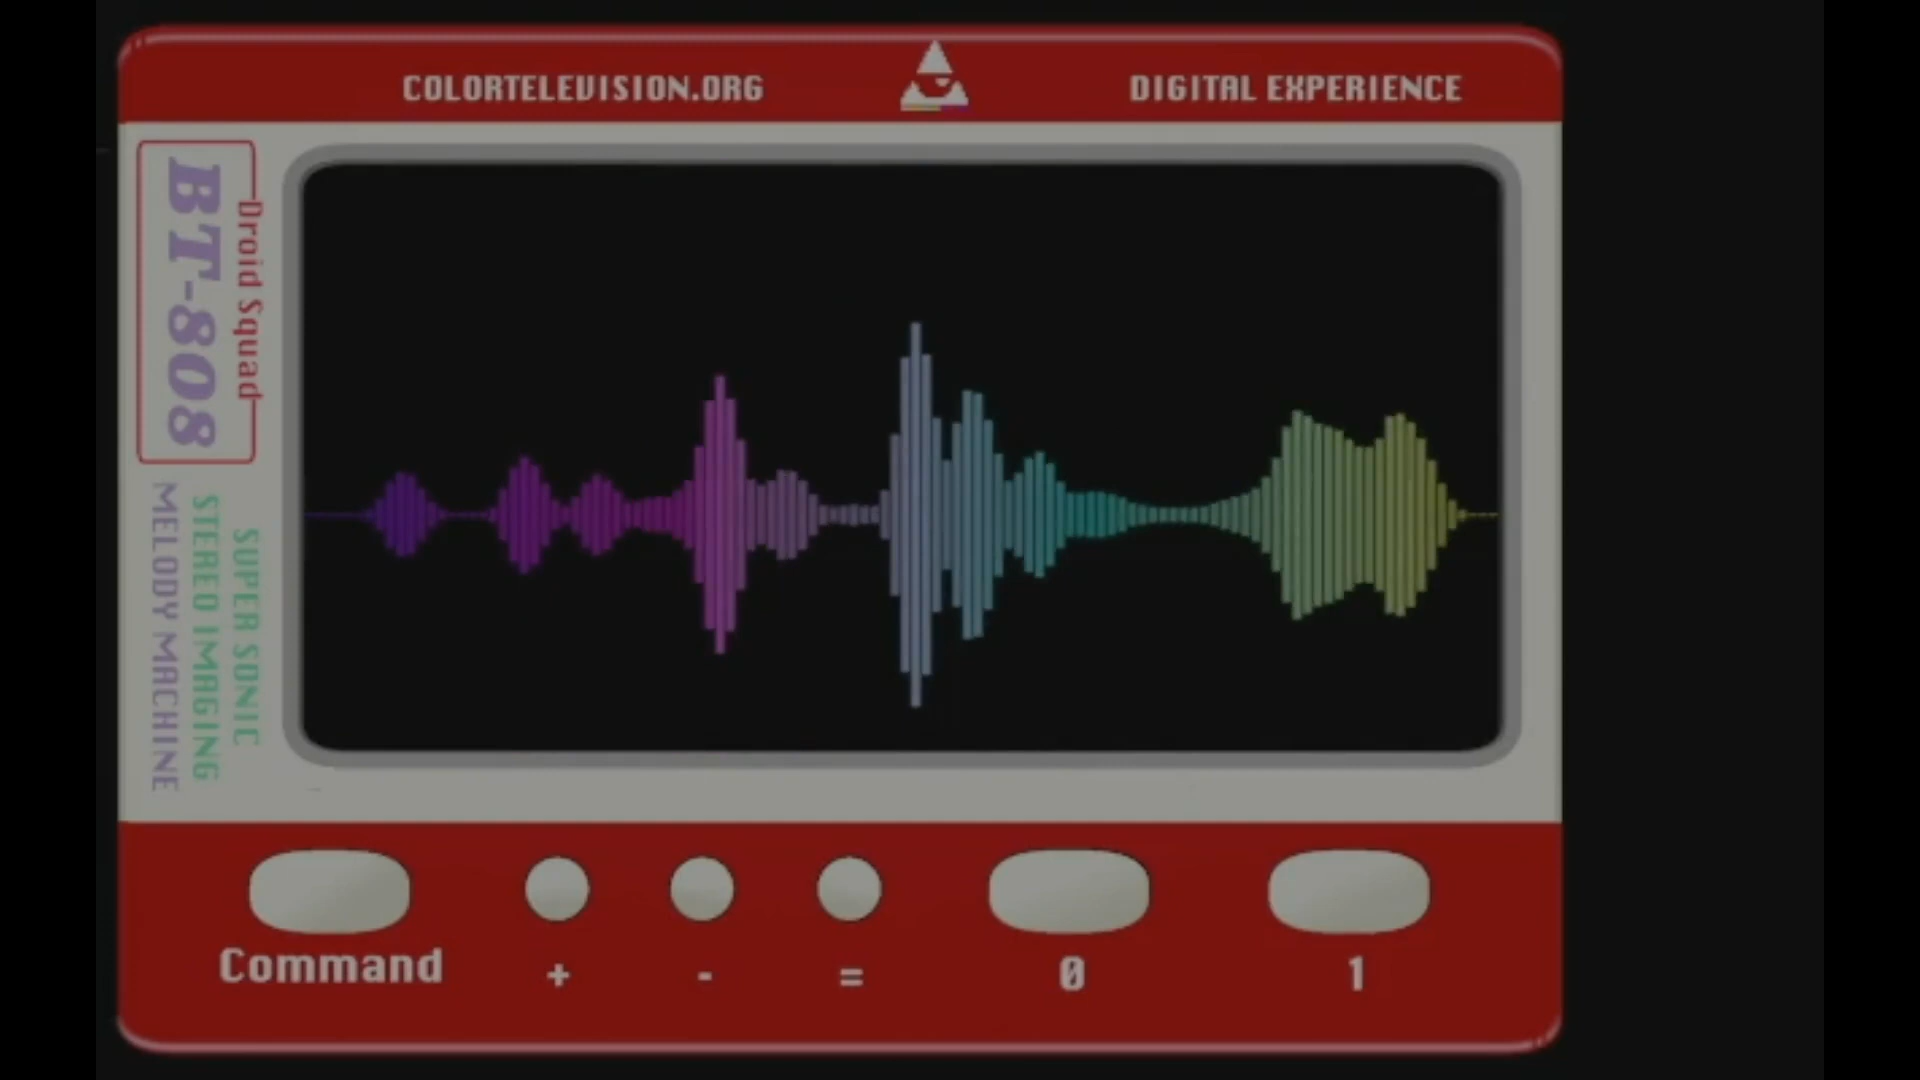 COLORTELEVISION.ORG
DIGITAL EXPERIENCE
Droid Squad
BT-808
SUPER SONIC
STEREO IMAGING
MELODY MACHINE
Command
+
-
=
0
1